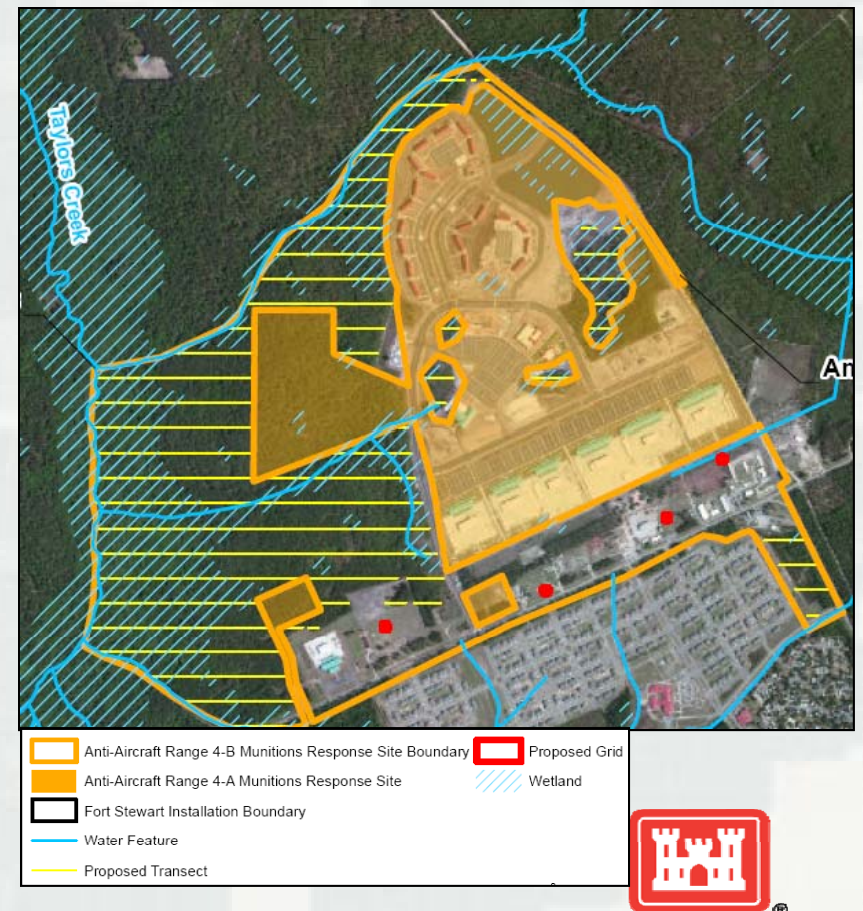 Taylors Creek
An
Anti-Aircraft Range 4-B Munitions Response Site Boundary
Proposed Grid
Anti-Aircraft Range 4-A Munitions Response Site
Wetland
Fort Stewart Installation Boundary
Water Feature
Proposed Transect
®